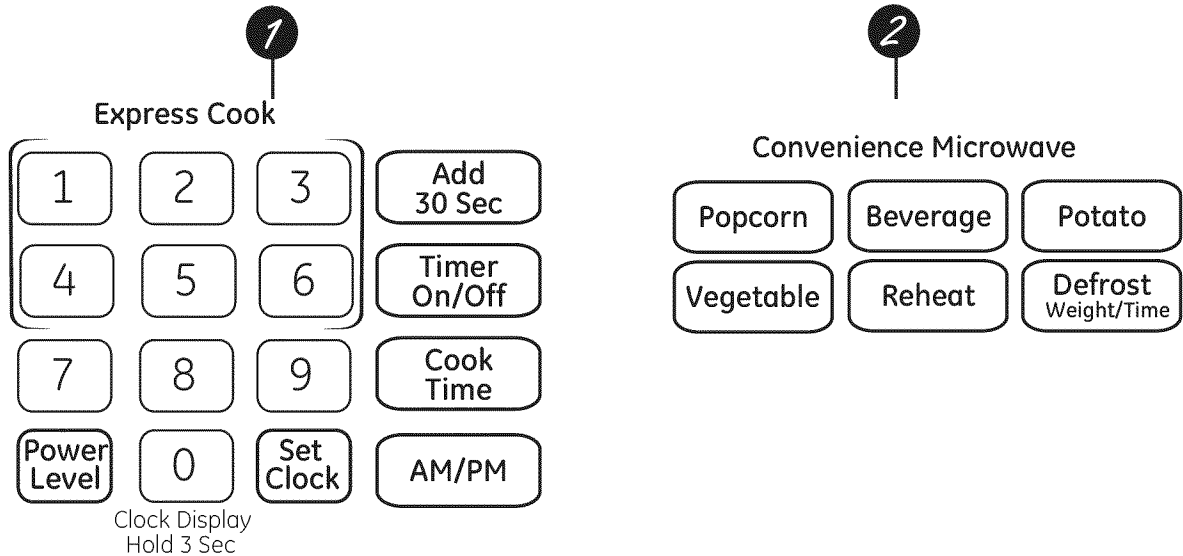 1
Express Cook
1 2 3 Add
30 Sec
4 5 6 Timer
On/Off
7 8 9 Cook
Time
Power
Level
0
Set
Clock
AM/PM
Clock Display
Hold 3 Sec
2
Convenience Microwave
Popcorn Beverage Potato
Vegetable Reheat Defrost
Weight/Time